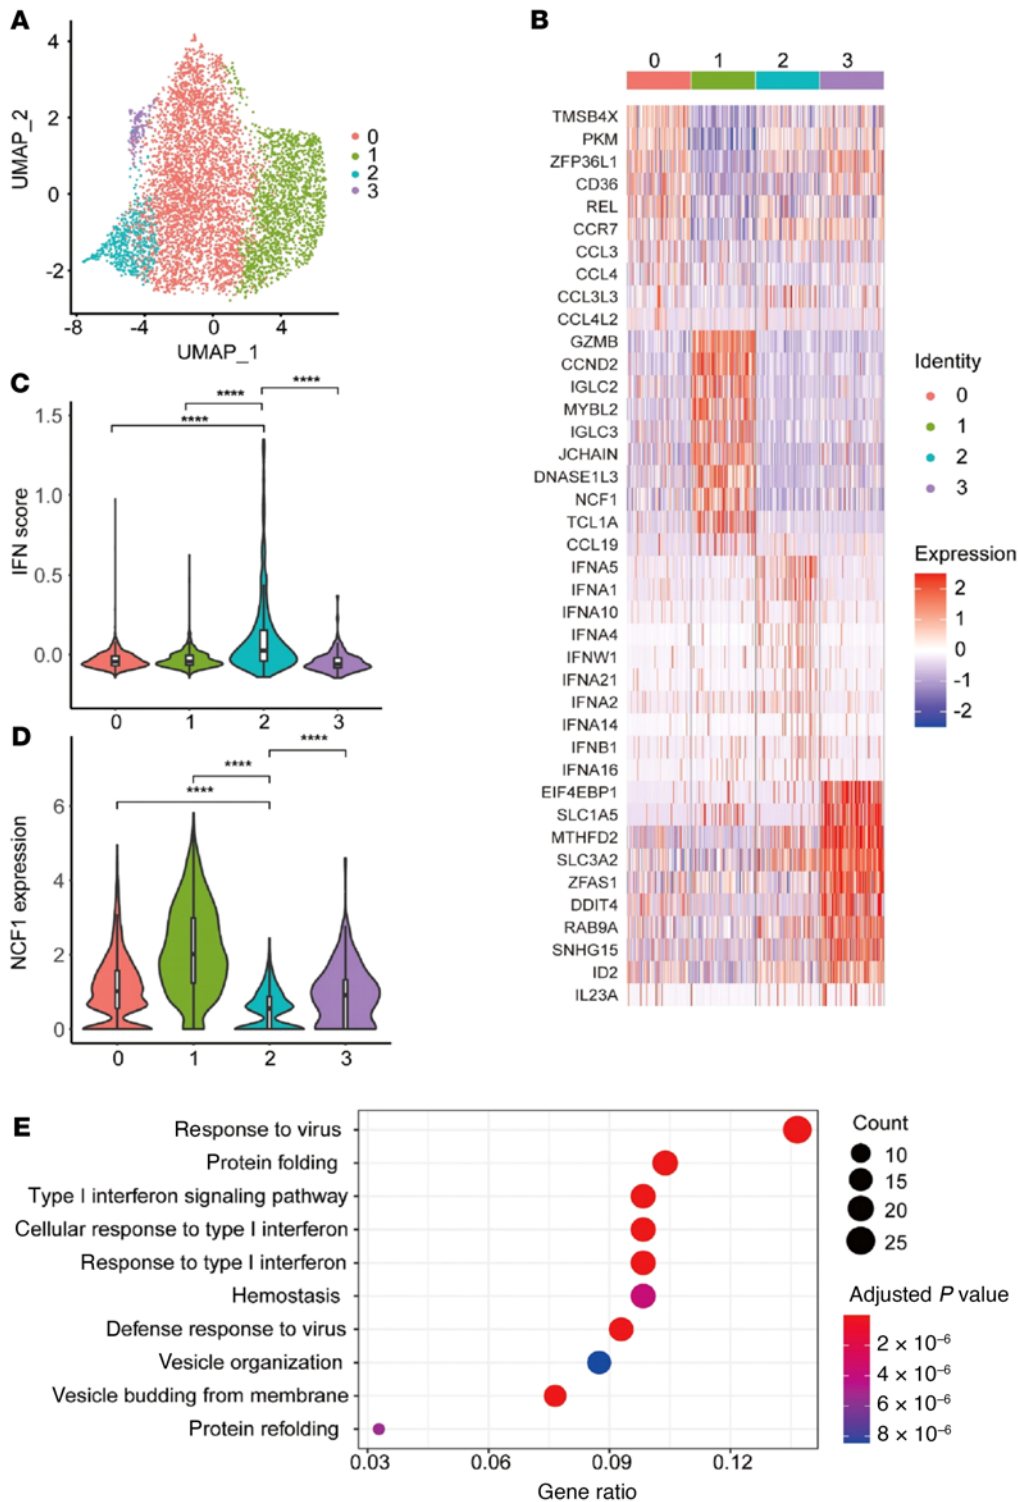 A
UMAP_2
4
2
0
-2
-8
-4
0
4
UMAP_1
0
1
2
3
B
0
1
2
3
TMSB4X
PKM
ZFP36L1
CD36
REL
CCR7
CCL3
CCL4
CCL3L3
CCL4L2
GZMB
CCND2
IGLC2
MYBL2
IGLC3
JCHAIN
DNASE1L3
NCF1
TCL1A
CCL19
IFNA5
IFNA1
IFNA10
IFNA4
IFNW1
IFNA21
IFNA2
IFNA14
IFNB1
IFNA16
EIF4EBP1
SLC1A5
MTHFD2
SLC3A2
ZFAS1
DDIT4
RAB9A
SNHG15
ID2
IL23A
Identity
0
1
2
3
Expression
2
1
0
-1
-2
C
IFN score
1.5
1.0
0.5
0.0
****
****
****
0
1
2
3
D
NCF1 expression
6
4
2
0
****
****
****
0
1
2
3
E
Response to virus
Protein folding
Type I interferon signaling pathway
Cellular response to type I interferon
Response to type I interferon
Hemostasis
Defense response to virus
Vesicle organization
Vesicle budding from membrane
Protein refolding
0.03
0.06
0.09
0.12
Gene ratio
Count
10
15
20
25
Adjusted P value
2 × 10⁻⁶
4 × 10⁻⁶
6 × 10⁻⁶
8 × 10⁻⁶